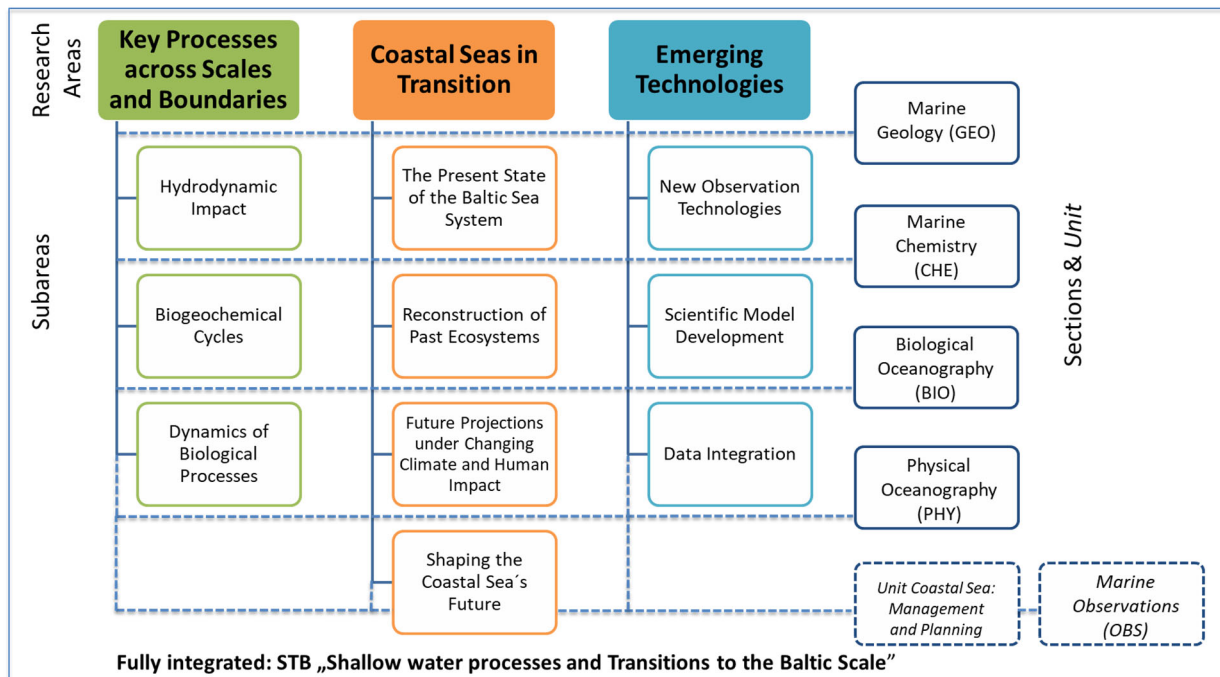 Research
Areas
Key Processes
across Scales
and Boundaries
Coastal Seas in
Transition
Emerging
Technologies
Marine
Geology (GEO)
Subareas
Hydrodynamic
Impact
The Present State
of the Baltic Sea
System
New Observation
Technologies
Marine
Chemistry
(CHE)
Sections & Unit
Biogeochemical
Cycles
Reconstruction of
Past Ecosystems
Scientific Model
Development
Biological
Oceanography
(BIO)
Dynamics of
Biological
Processes
Future Projections
under Changing
Climate and Human
Impact
Data Integration
Physical
Oceanography
(PHY)
Shaping the
Coastal Sea´s
Future
Unit Coastal Sea:
Management
and Planning
Marine
Observations
(OBS)
Fully integrated: STB „Shallow water processes and Transitions to the Baltic Scale”